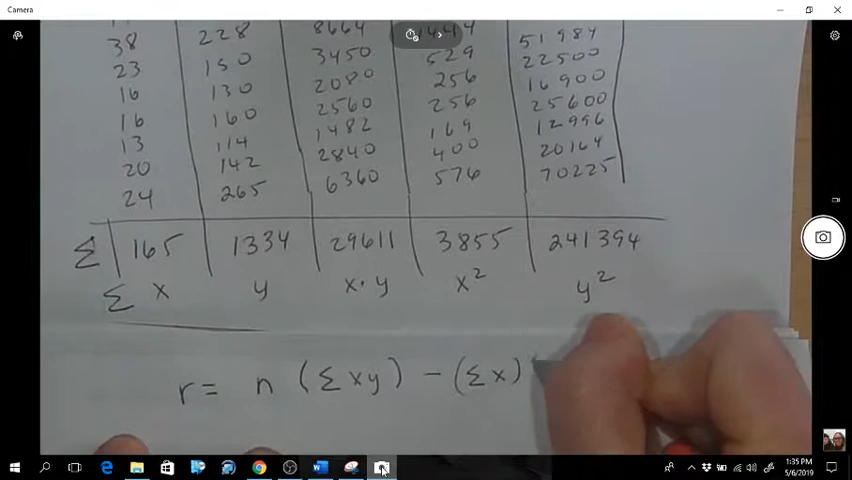 Camera
38 228 8664 1444 51984
23 150 3450 529 22500
16 130 2080 256 16900
16 160 2560 256 25600
13 114 1482 169 12996
20 142 2840 400 20164
24 265 6360 576 70225
Σ 165 1334 29611 3855 241394
Σ x y x·y x² y²
r = n (Σxy) - (Σx)
1:35 PM
5/6/2019